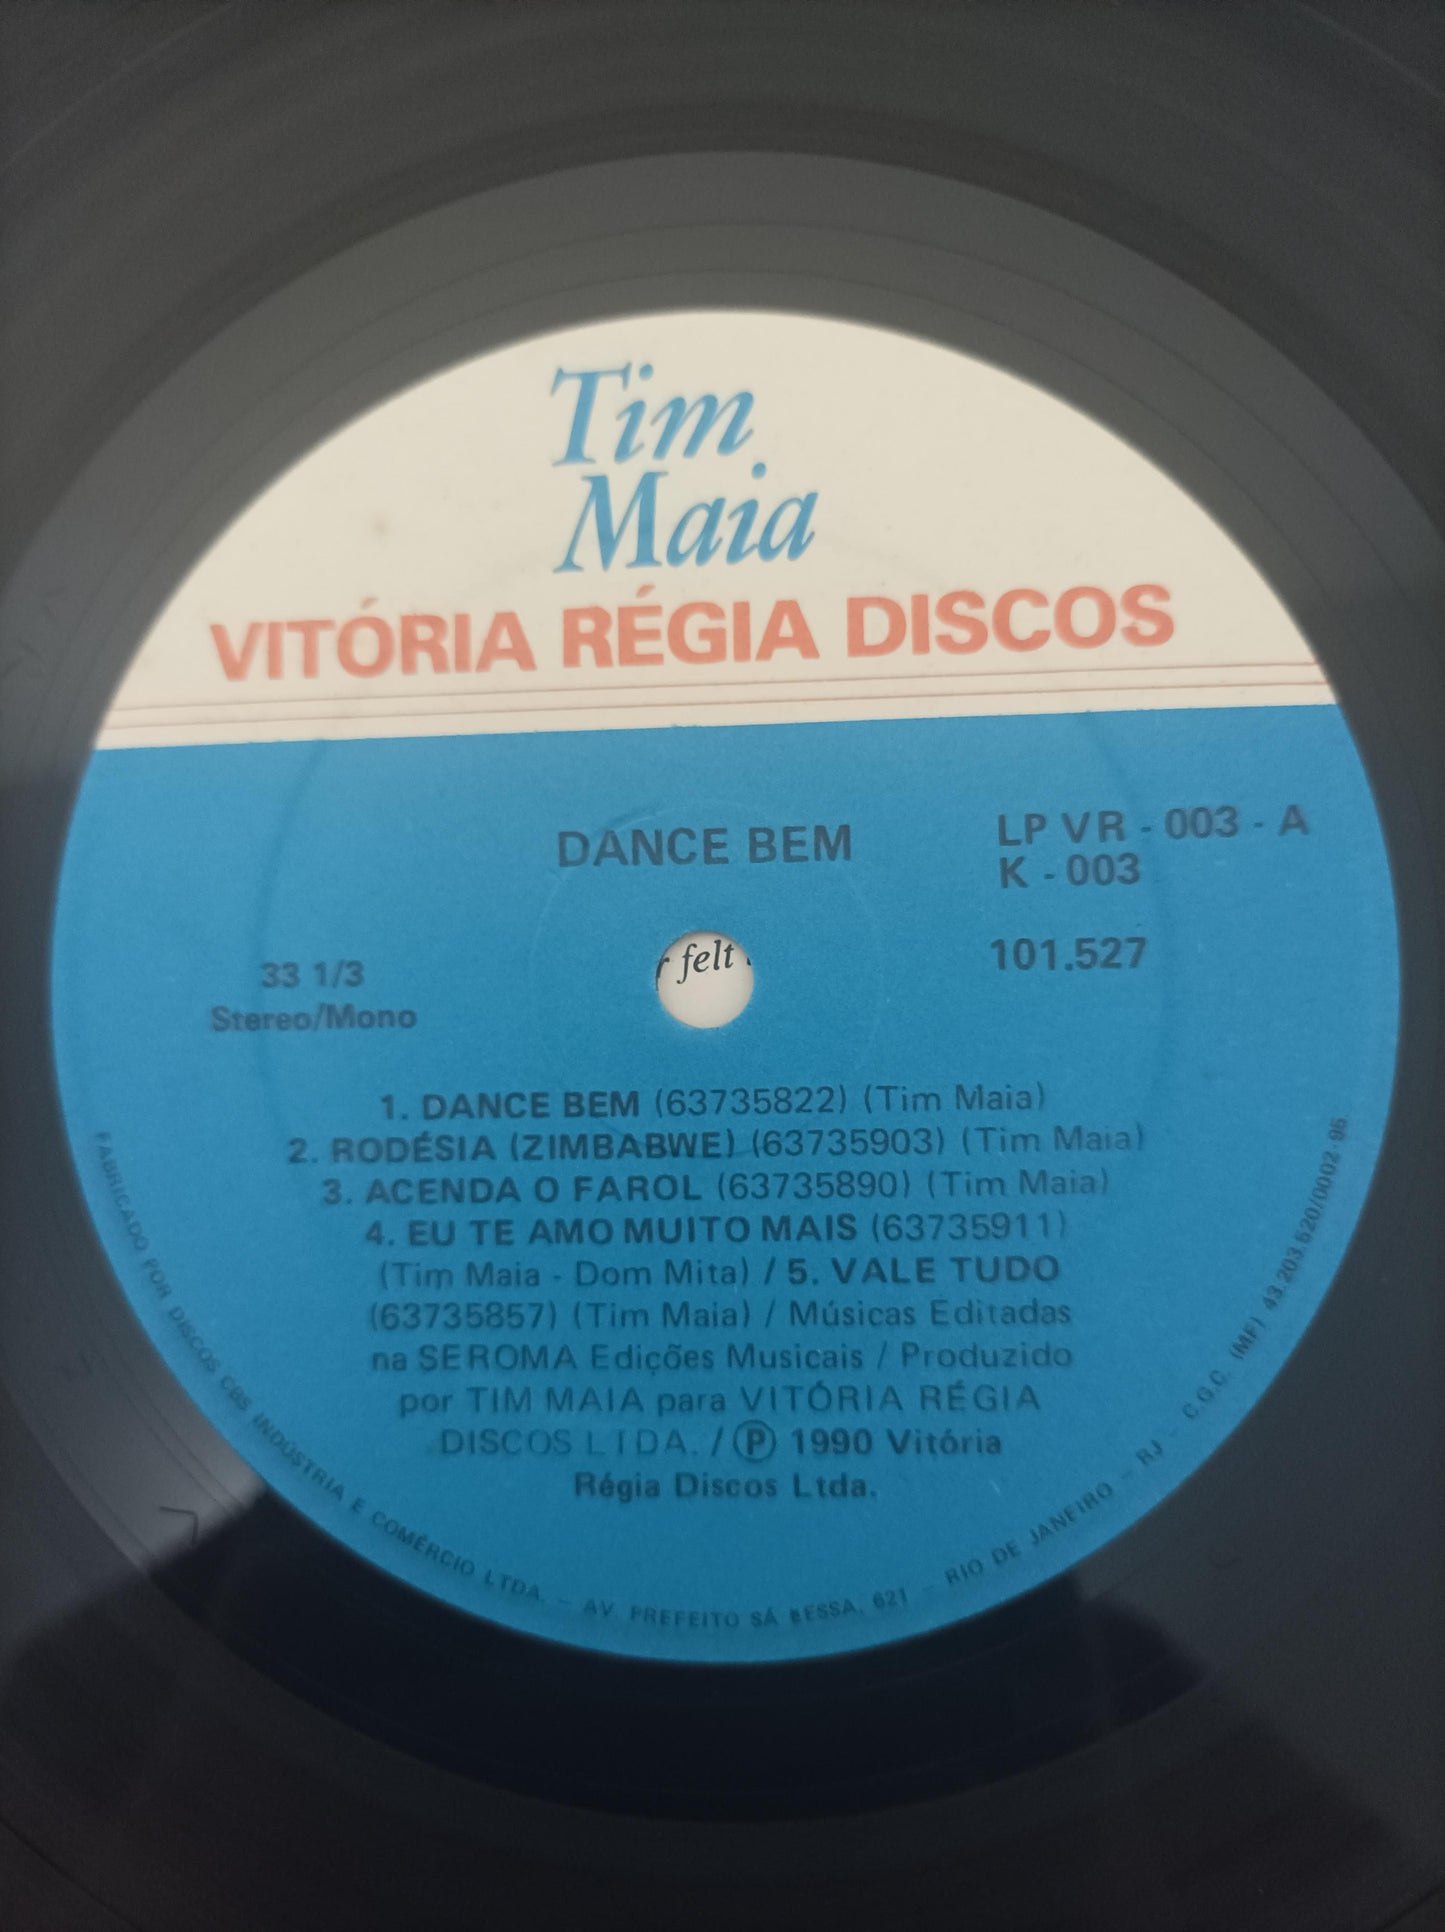 Tim
Maia
VITÓRIA RÉGIA DISCOS
DANCE BEM
LP VR - 003 - A
K - 003
101.527
33 1/3
Stereo/Mono
felt
1. DANCE BEM (63735822) (Tim Maia)
2. RODÉSIA (ZIMBABWE) (63735903) (Tim Maia)
3. ACENDA O FAROL (63735890) (Tim Maia)
4. EU TE AMO MUITO MAIS (63735911)
(Tim Maia - Dom Mita) / 5. VALE TUDO
(63735857) (Tim Maia) / Músicas Editadas
na SEROMA Edições Musicais / Produzido
por TIM MAIA para VITÓRIA RÉGIA
DISCOS LTDA. / Ⓟ 1990 Vitória
Régia Discos Ltda.
FABRICADO POR DISCOS CBS INDÚSTRIA E COMÉRCIO LTDA. - AV. PREFEITO SÁ BESSA, 621 - RIO DE JANEIRO - RJ - C.G.C. (MF) 43.203.520/0002-96